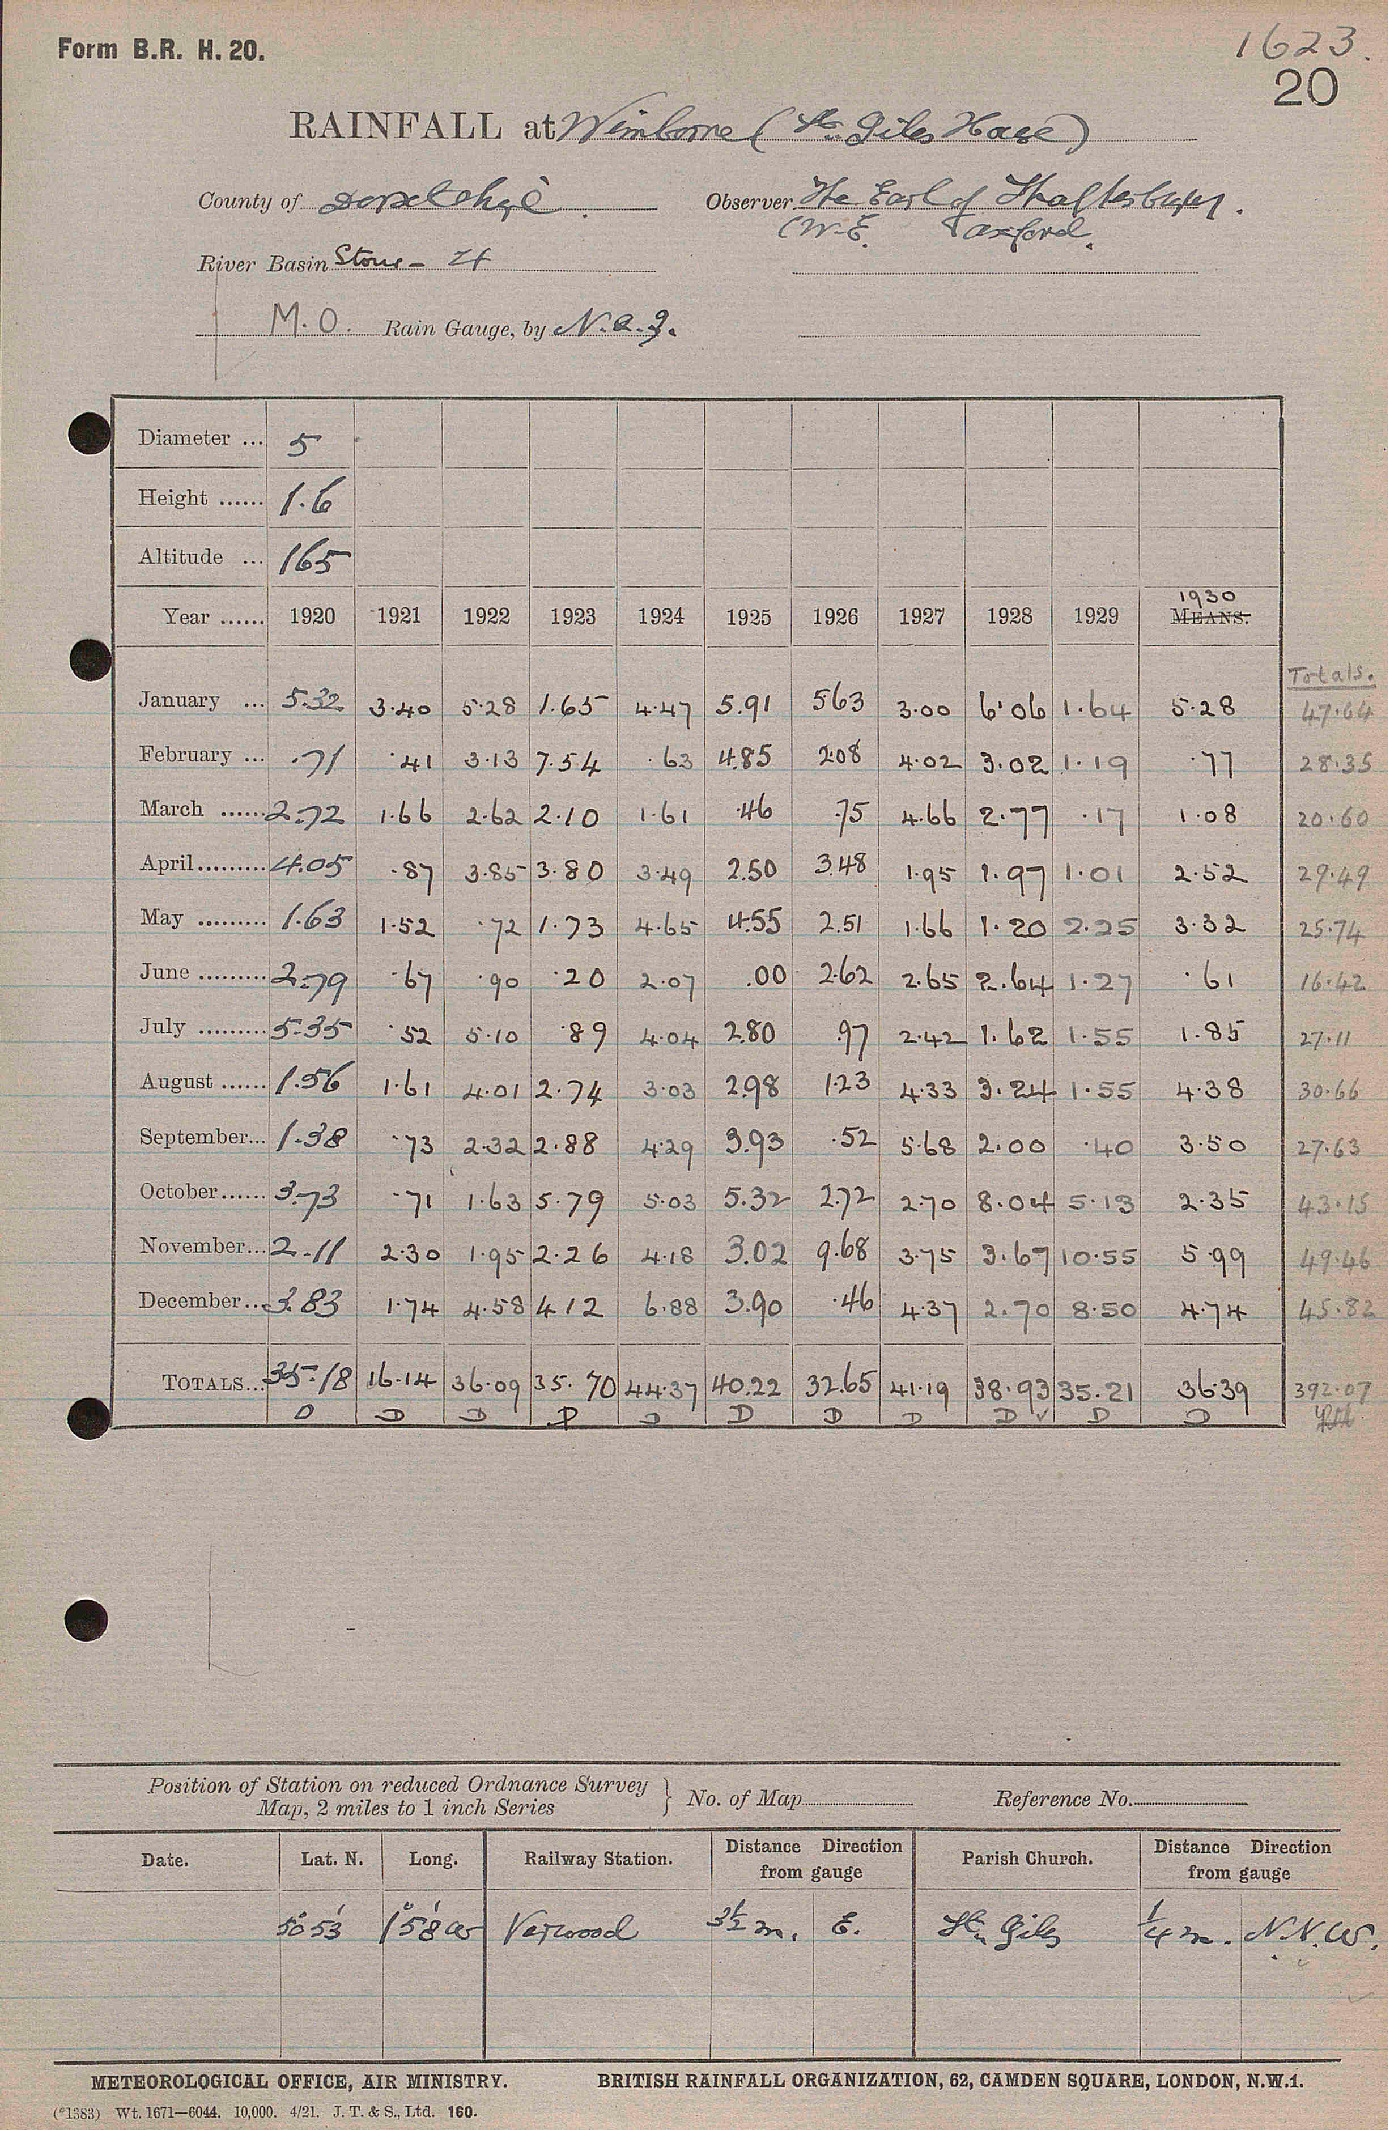 Form B.R. H. 20.
1623.
20
RAINFALL at Wimborne (St. Giles House)
County of Dorsetshire. Observer The Earl of Shaftesbury.
(W.E. Taxford.
River Basin Stour - 21
M.O. Rain Gauge, by N. & Z.
Diameter ... 5
Height ...... 1.6
Altitude ... 165
1930
Year ...... 1920 1921 1922 1923 1924 1925 1926 1927 1928 1929 MEANS.
Totals.
January ... 5.32 3.40 5.28 1.65 4.47 5.91 5.63 3.00 6.06 1.64 5.28 47.64
February ... .71 .41 3.13 7.54 .63 4.85 2.08 4.02 3.02 1.19 .77 28.35
March ...... 2.72 1.66 2.62 2.10 1.61 .46 .75 4.66 2.77 .17 1.08 20.60
April ......... 4.05 .87 3.85 3.80 3.49 2.50 3.48 1.95 1.97 1.01 2.52 29.49
May ......... 1.63 1.52 .72 1.73 4.65 4.55 2.51 1.66 1.20 2.25 3.32 25.74
June ......... 2.79 .67 .90 .20 2.07 .00 2.62 2.65 2.64 1.27 .61 16.42
July ......... 5.35 .52 5.10 .89 4.04 2.80 .97 2.42 1.62 1.55 1.85 27.11
August ...... 1.56 1.61 4.01 2.74 3.03 2.98 1.23 4.33 3.24 1.55 4.38 30.66
September... 1.38 .73 2.32 2.88 4.29 3.93 .52 5.68 2.00 .40 3.50 27.63
October...... 3.73 .71 1.63 5.79 5.03 5.32 2.72 2.70 8.04 5.13 2.35 43.15
November... 2.11 2.30 1.95 2.26 4.18 3.02 9.68 3.75 3.67 10.55 5.99 49.46
December... 3.83 1.74 4.58 4.12 6.88 3.90 .46 4.37 2.70 8.50 4.74 45.82
TOTALS... 35.18 16.14 36.09 35.70 44.37 40.22 32.65 41.19 38.93 35.21 36.39 392.07
D D D D D D D D D ✓ D D
Position of Station on reduced Ordnance Survey
Map, 2 miles to 1 inch Series } No. of Map Reference No.
Date. Lat. N. Long. Railway Station. Distance Direction from gauge Parish Church. Distance Direction from gauge
50° 53' 1° 58' W Verwood 3½ m. E. St. Giles ¼ m. N.N.W.
METEOROLOGICAL OFFICE, AIR MINISTRY. BRITISH RAINFALL ORGANIZATION, 62, CAMDEN SQUARE, LONDON, N.W.1.
(*1383) Wt. 1671—6044. 10,000. 4/21. J. T. & S., Ltd. 160.